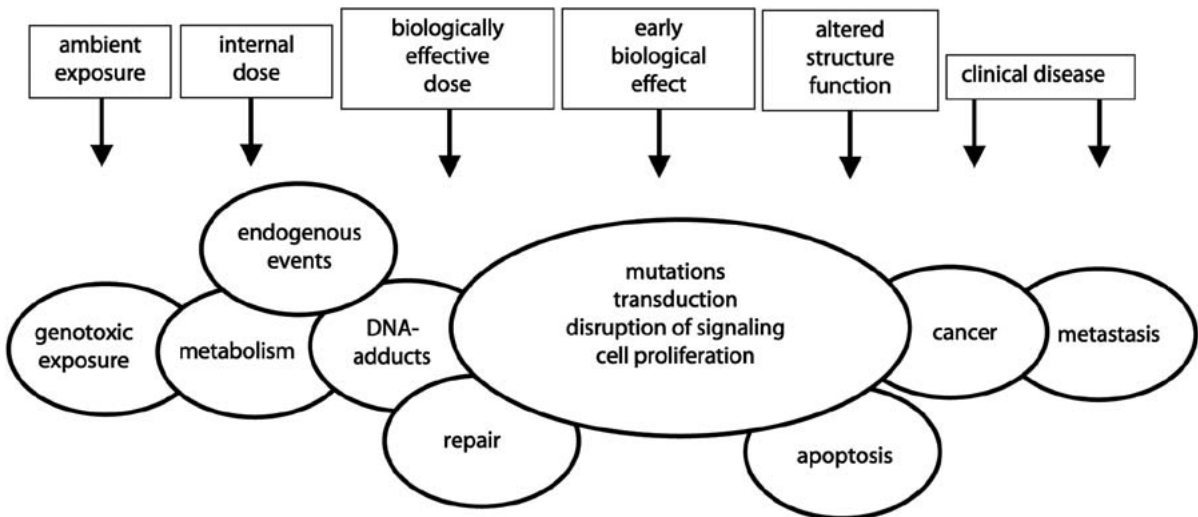 ambient
exposure
internal
dose
biologically
effective
dose
early
biological
effect
altered
structure
function
clinical disease
endogenous
events
genotoxic
exposure
metabolism
DNA-
adducts
repair
mutations
transduction
disruption of signaling
cell proliferation
apoptosis
cancer
metastasis